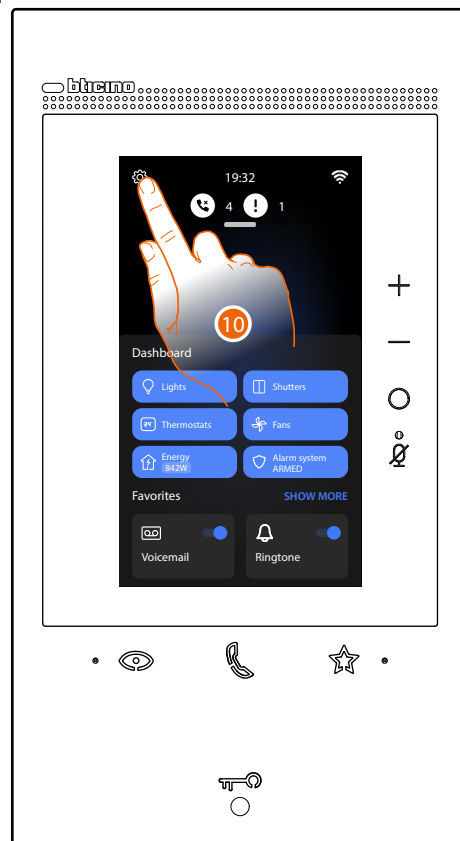 bticino
19:32
4
1
10
Dashboard
Lights
Shutters
Thermostats
Fans
Energy
842W
Alarm system
ARMED
Favorites
SHOW MORE
Voicemail
Ringtone